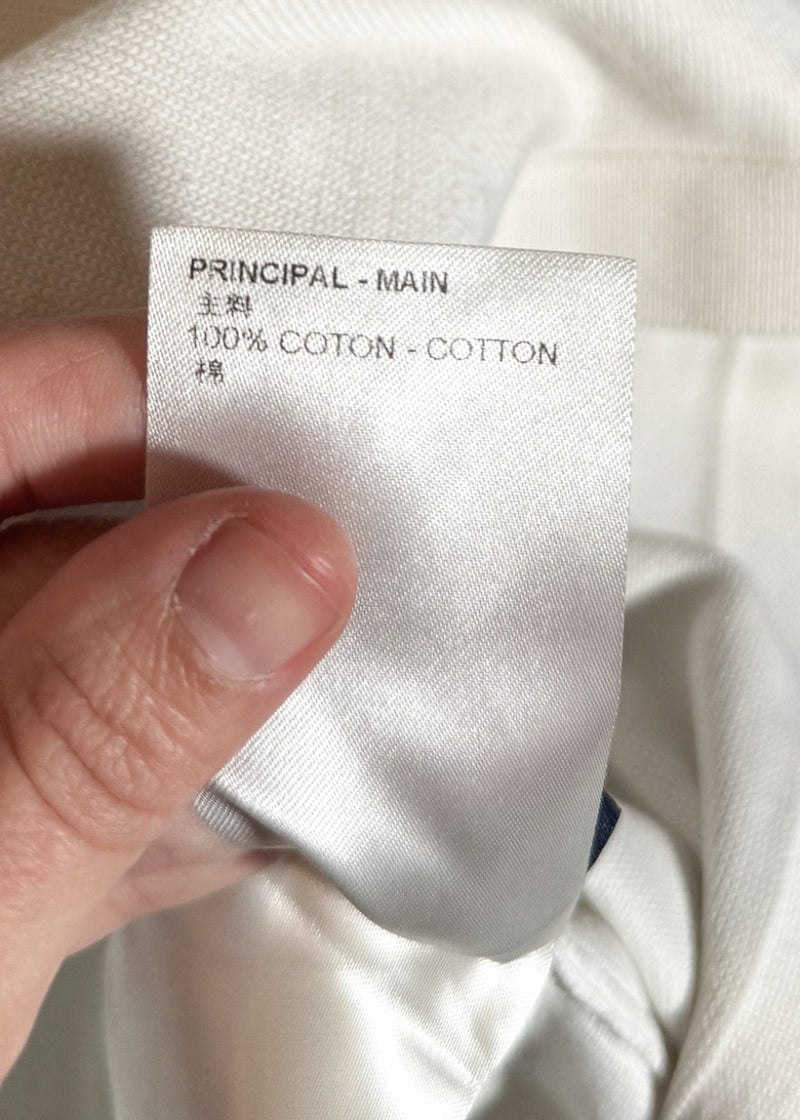 PRINCIPAL - MAIN
主料
100% COTON - COTTON
棉